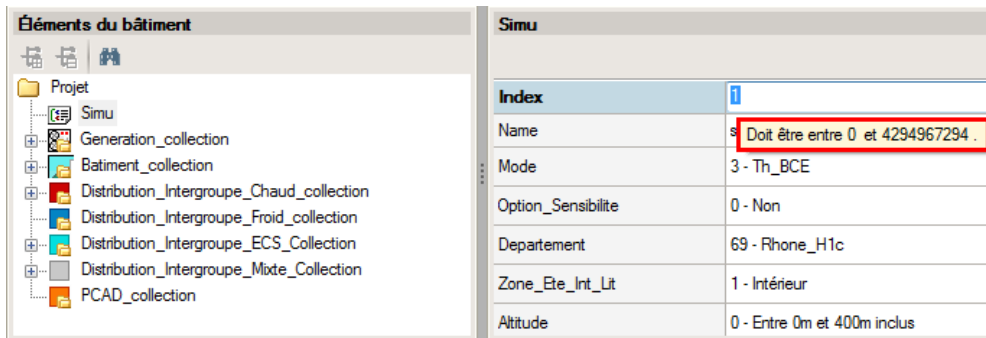 Éléments du bâtiment
Projet
Simu
Generation_collection
Batiment_collection
Distribution_Intergroupe_Chaud_collection
Distribution_Intergroupe_Froid_collection
Distribution_Intergroupe_ECS_Collection
Distribution_Intergroupe_Mixte_Collection
PCAD_collection
Simu
Index 1
Name s
Doit être entre 0 et 4294967294 .
Mode 3 - Th_BCE
Option_Sensibilite 0 - Non
Departement 69 - Rhone_H1c
Zone_Ete_Int_Lit 1 - Intérieur
Altitude 0 - Entre 0m et 400m inclus